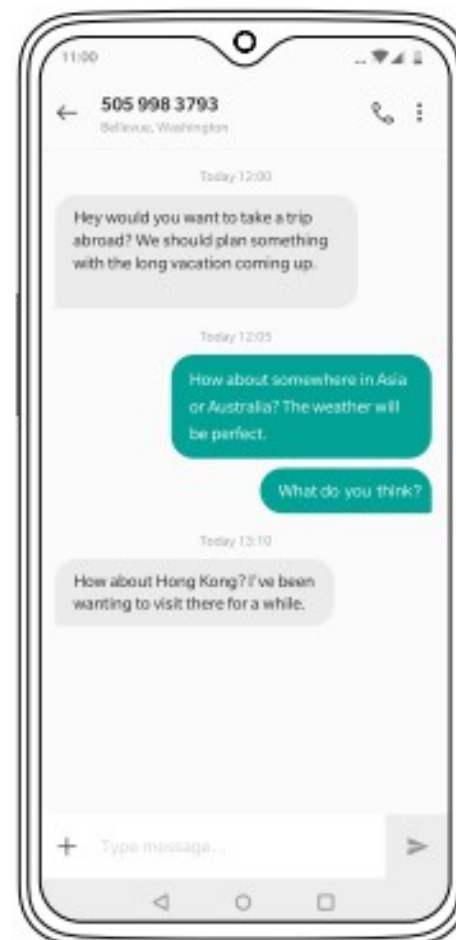 11:00
505 998 3793
Bellevue, Washington
Today 12:00
Hey would you want to take a trip
abroad? We should plan something
with the long vacation coming up.
Today 12:05
How about somewhere in Asia
or Australia? The weather will
be perfect.
What do you think?
Today 13:10
How about Hong Kong? I've been
wanting to visit there for a while.
Type message...